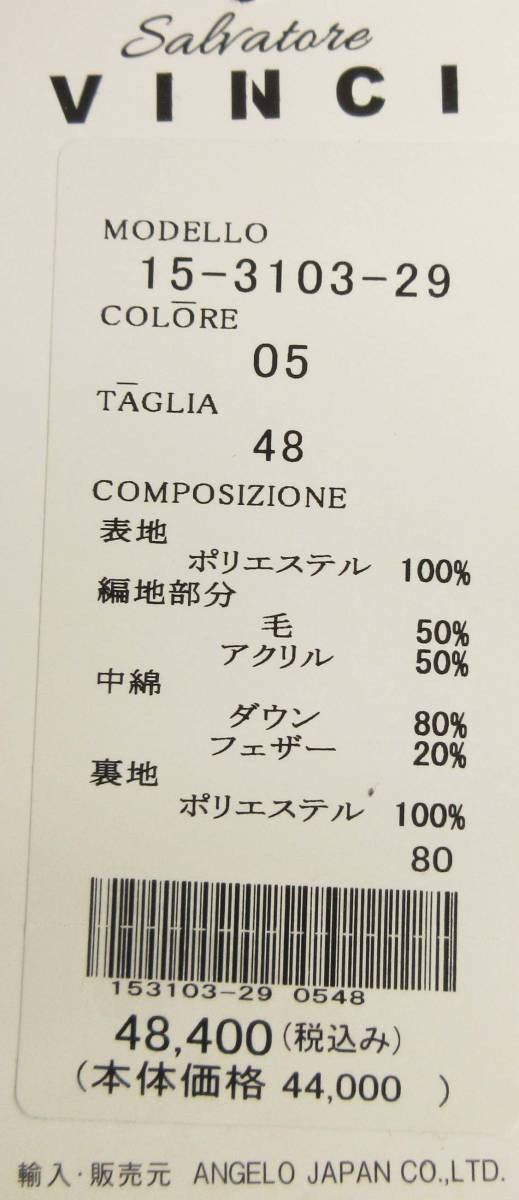 Salvatore
VINCI
MODELLO
15-3103-29
COLŌRE
05
TĀGLIA
48
COMPOSIZIONE
表地
ポリエステル 100%
編地部分
毛 50%
アクリル 50%
中綿
ダウン 80%
フェザー 20%
裏地
ポリエステル 100%
80
153103-29 0548
48,400(税込み)
(本体価格 44,000 )
輸入・販売元 ANGELO JAPAN CO.,LTD.